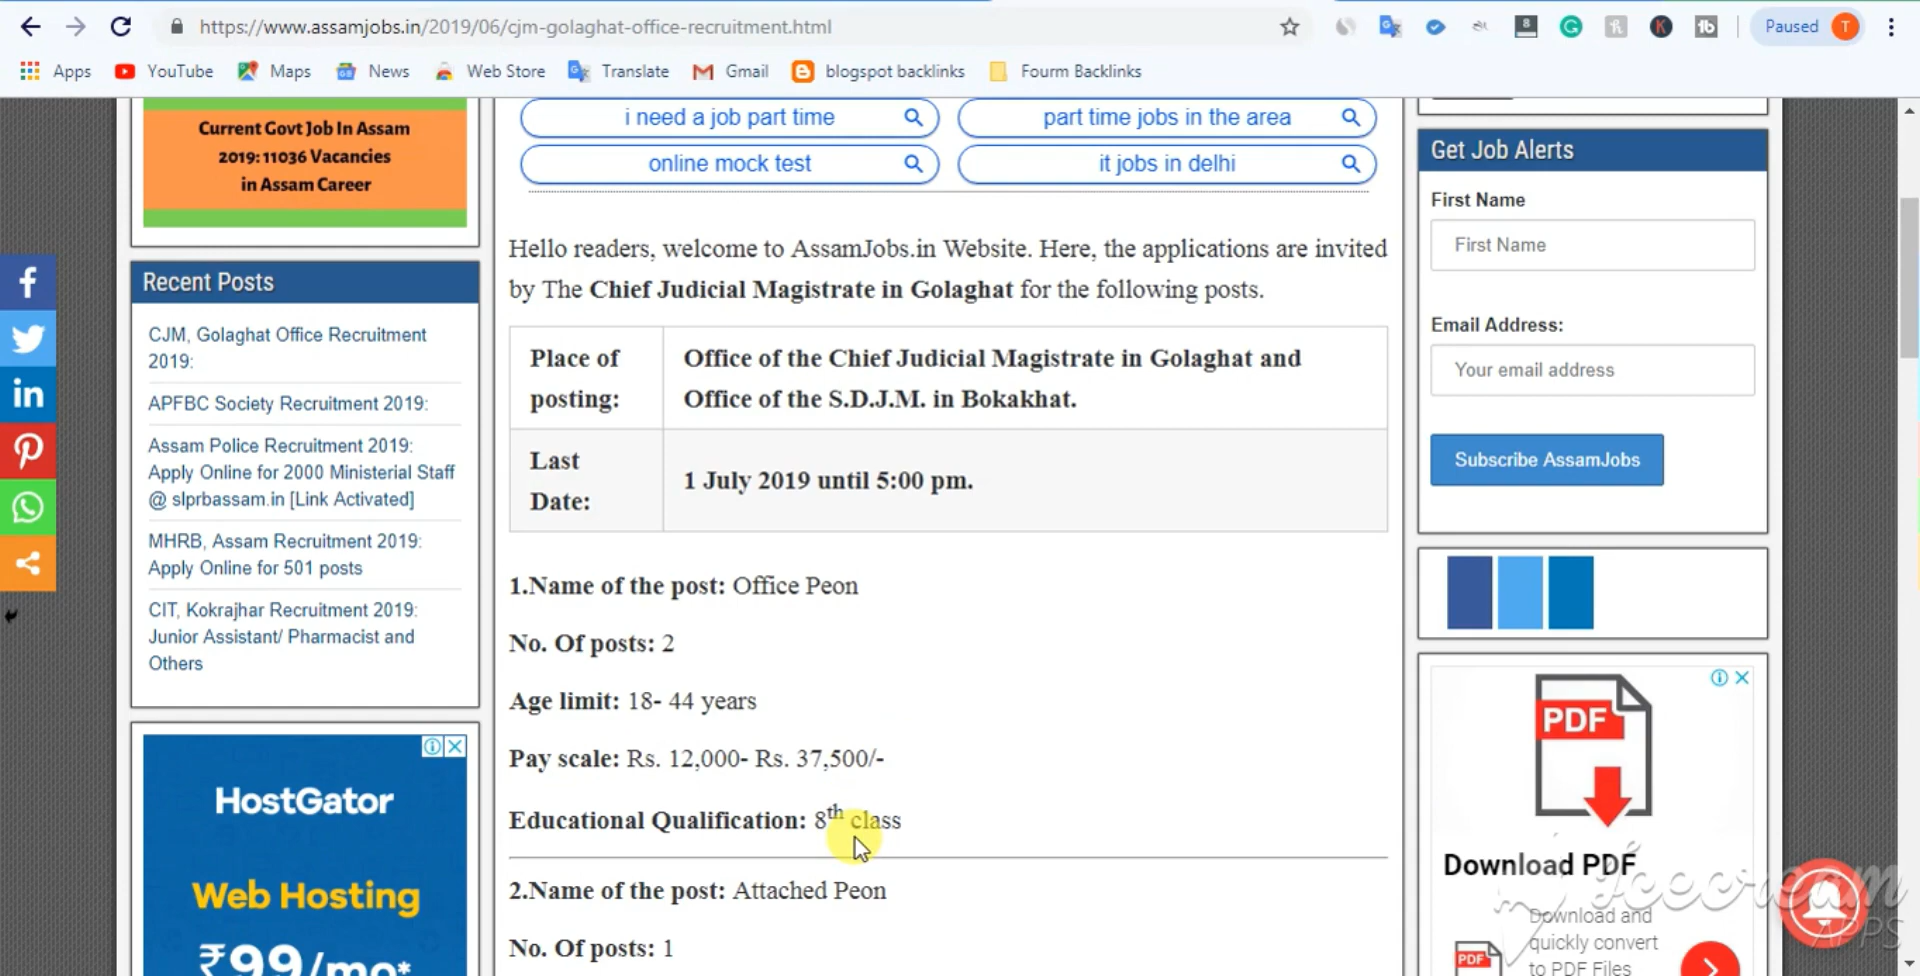 https://www.assamjobs.in/2019/06/cjm-golaghat-office-recruitment.html
Paused
T
Apps
YouTube
Maps
News
Web Store
Translate
Gmail
blogspot backlinks
Fourm Backlinks
Current Govt Job In Assam
2019: 11036 Vacancies
in Assam Career
Recent Posts
CJM, Golaghat Office Recruitment
2019:
APFBC Society Recruitment 2019:
Assam Police Recruitment 2019:
Apply Online for 2000 Ministerial Staff
@ slprbassam.in [Link Activated]
MHRB, Assam Recruitment 2019:
Apply Online for 501 posts
CIT, Kokrajhar Recruitment 2019:
Junior Assistant/ Pharmacist and
Others
HostGator
Web Hosting
₹99/mo*
i need a job part time
part time jobs in the area
online mock test
it jobs in delhi
Hello readers, welcome to AssamJobs.in Website. Here, the applications are invited
by The Chief Judicial Magistrate in Golaghat for the following posts.
Place of
posting:
Office of the Chief Judicial Magistrate in Golaghat and
Office of the S.D.J.M. in Bokakhat.
Last
Date:
1 July 2019 until 5:00 pm.
1.Name of the post: Office Peon
No. Of posts: 2
Age limit: 18- 44 years
Pay scale: Rs. 12,000- Rs. 37,500/-
Educational Qualification: 8th class
2.Name of the post: Attached Peon
No. Of posts: 1
Get Job Alerts
First Name
First Name
Email Address:
Your email address
Subscribe AssamJobs
PDF
Download PDF
Download and
quickly convert
to PDF Files
PDF
Icecream
APPS